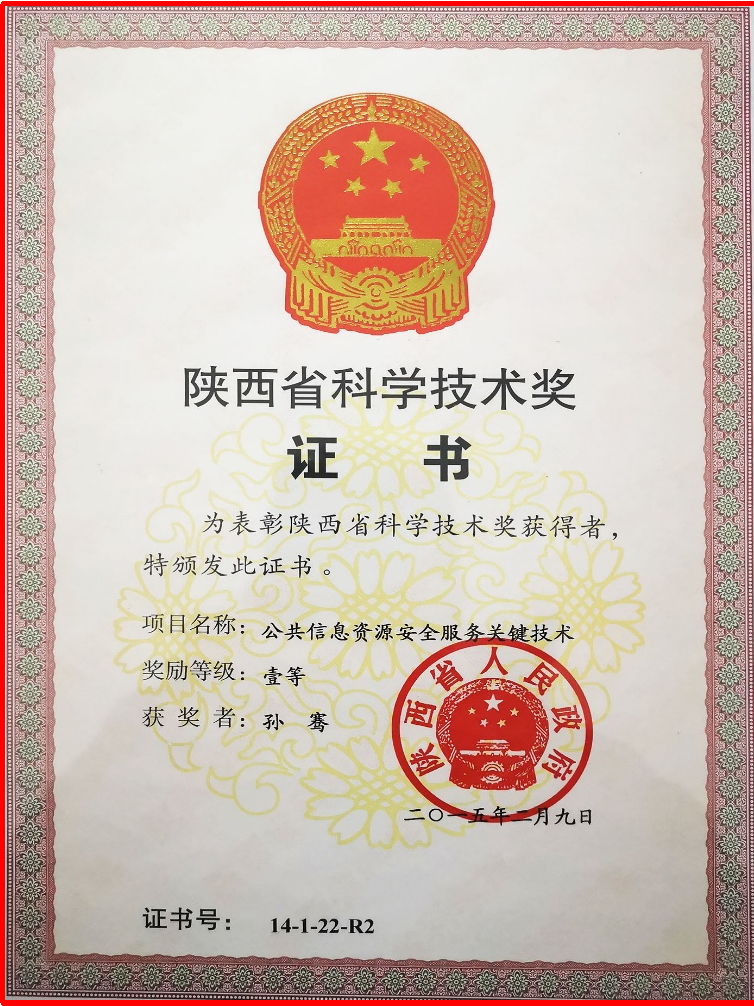 陕西省科学技术奖
证 书
为表彰陕西省科学技术奖获得者，
特颁发此证书。
项目名称：公共信息资源安全服务关键技术
奖励等级：壹等
获奖者：孙 骞
陕西省人民政府
二〇一五年二月九日
证书号： 14-1-22-R2